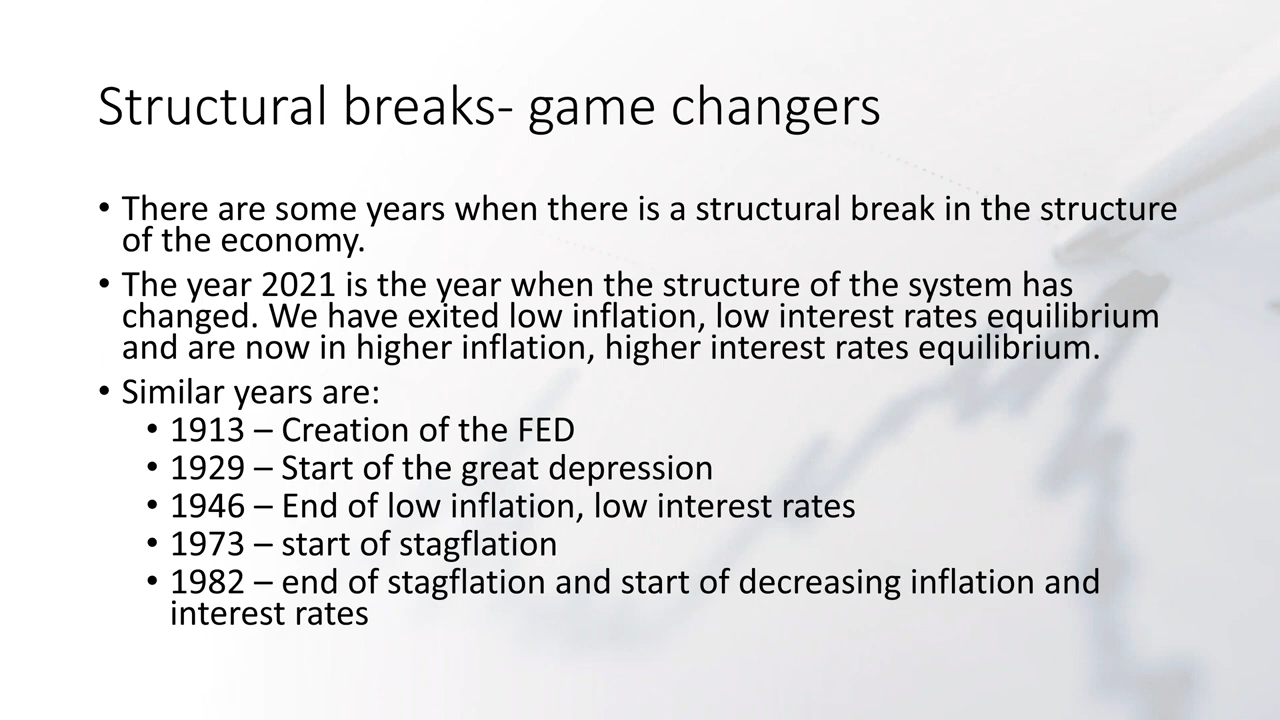 Structural breaks- game changers
• There are some years when there is a structural break in the structure
of the economy.
• The year 2021 is the year when the structure of the system has
changed. We have exited low inflation, low interest rates equilibrium
and are now in higher inflation, higher interest rates equilibrium.
• Similar years are:
• 1913 – Creation of the FED
• 1929 – Start of the great depression
• 1946 – End of low inflation, low interest rates
• 1973 – start of stagflation
• 1982 – end of stagflation and start of decreasing inflation and
interest rates